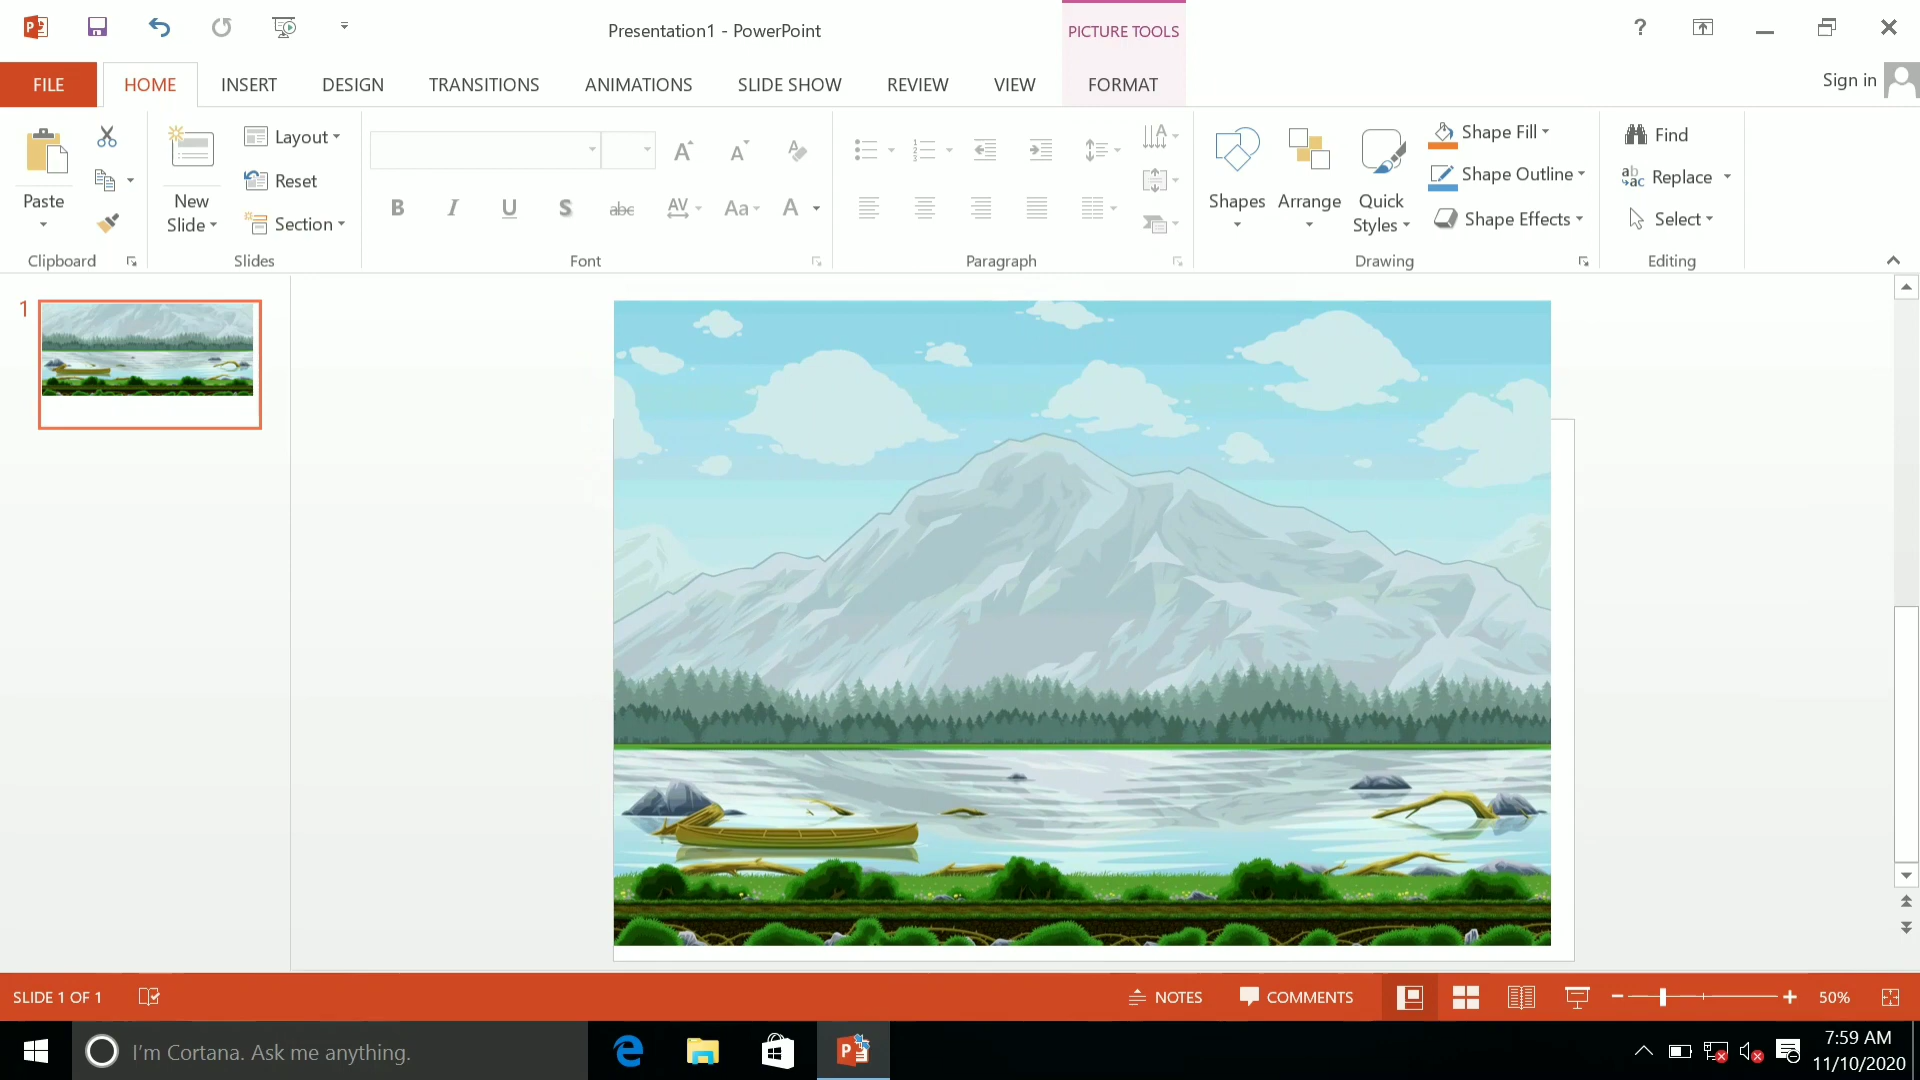 Presentation1 - PowerPoint
PICTURE TOOLS
?
FILE
HOME
INSERT
DESIGN
TRANSITIONS
ANIMATIONS
SLIDE SHOW
REVIEW
VIEW
FORMAT
Sign in
Paste
New
Slide
Layout
Reset
Section
B I U S abc AV Aa A
A A
Shapes
Arrange
Quick
Styles
Shape Fill
Shape Outline
Shape Effects
Find
Replace
Select
Clipboard
Slides
Font
Paragraph
Drawing
Editing
1
SLIDE 1 OF 1
NOTES
COMMENTS
50%
I'm Cortana. Ask me anything.
7:59 AM
11/10/2020